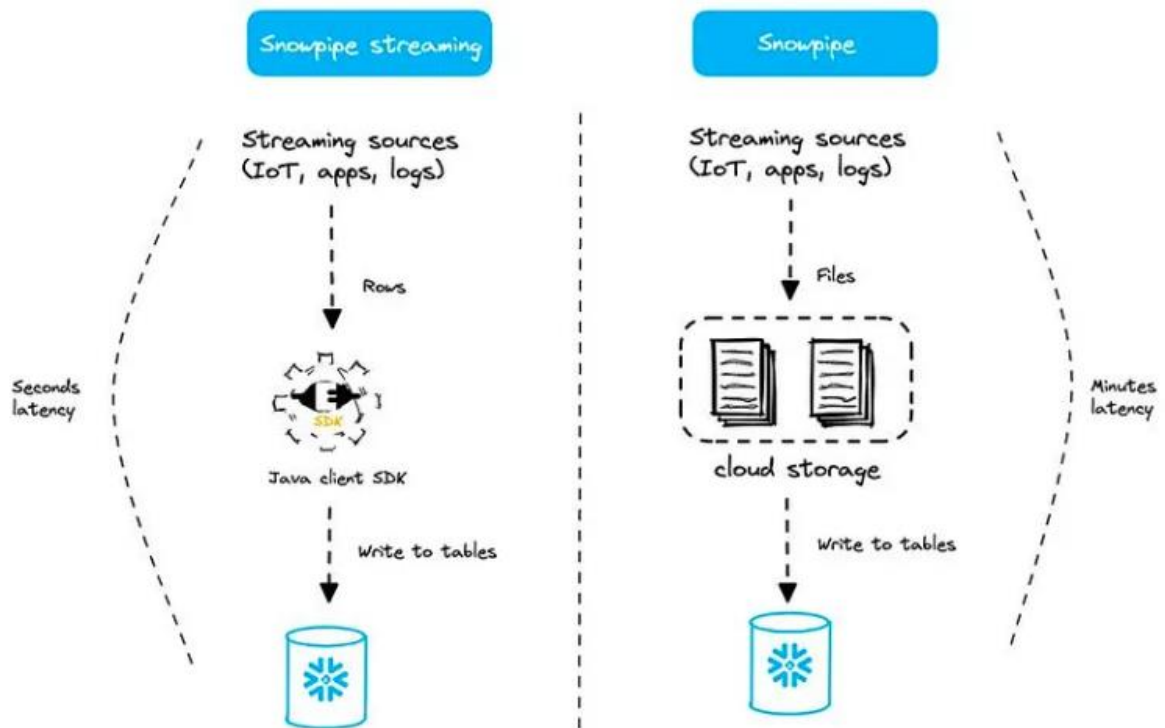 Snowpipe streaming
Streaming sources
(IoT, apps, logs)
Rows
Seconds
latency
SDK
Java client SDK
Write to tables
Snowpipe
Streaming sources
(IoT, apps, logs)
Files
Minutes
latency
cloud storage
Write to tables